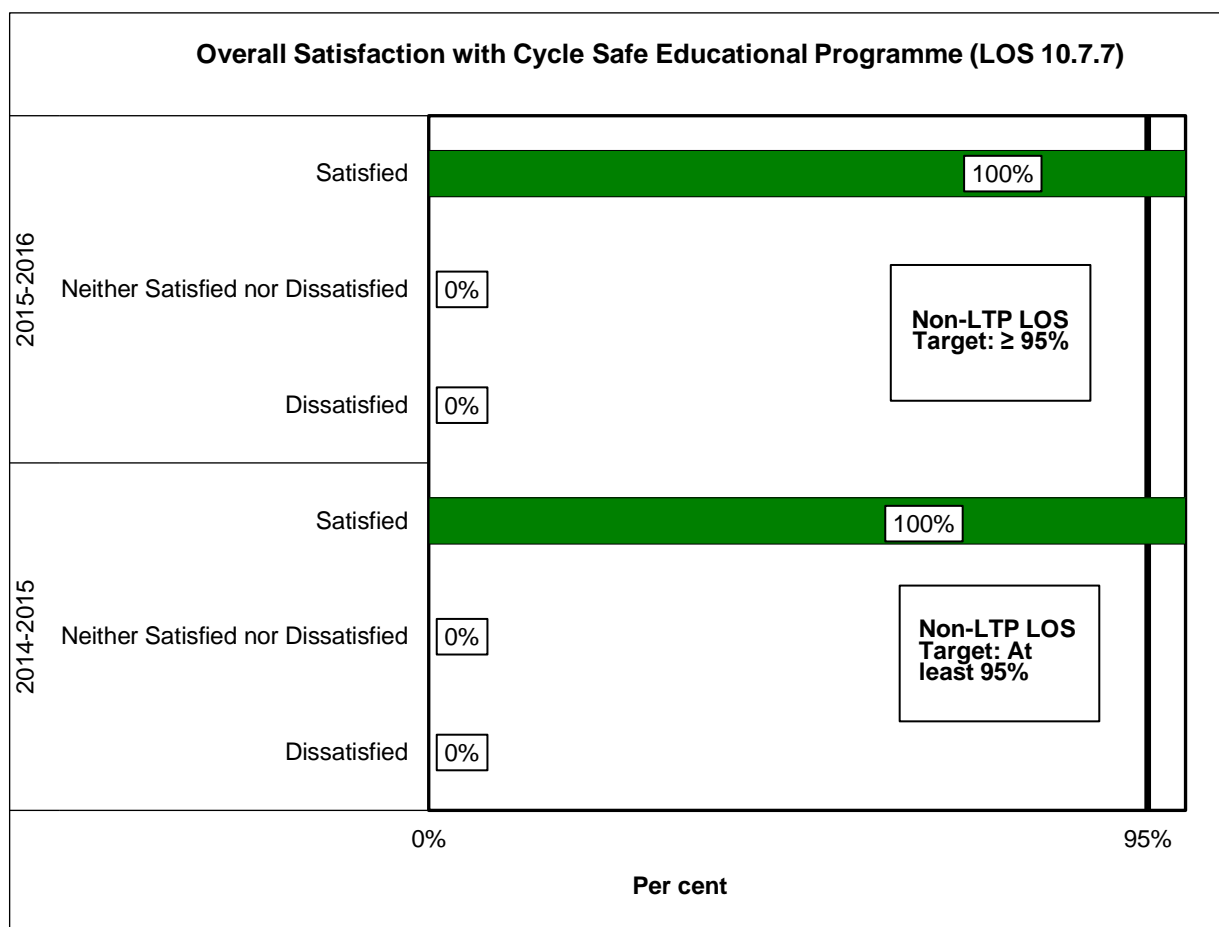 Overall Satisfaction with Cycle Safe Educational Programme (LOS 10.7.7)
2015-2016
Satisfied
100%
Neither Satisfied nor Dissatisfied
0%
Non-LTP LOS
Target: ≥ 95%
Dissatisfied
0%
2014-2015
Satisfied
100%
Neither Satisfied nor Dissatisfied
0%
Non-LTP LOS
Target: At
least 95%
Dissatisfied
0%
0%
95%
Per cent